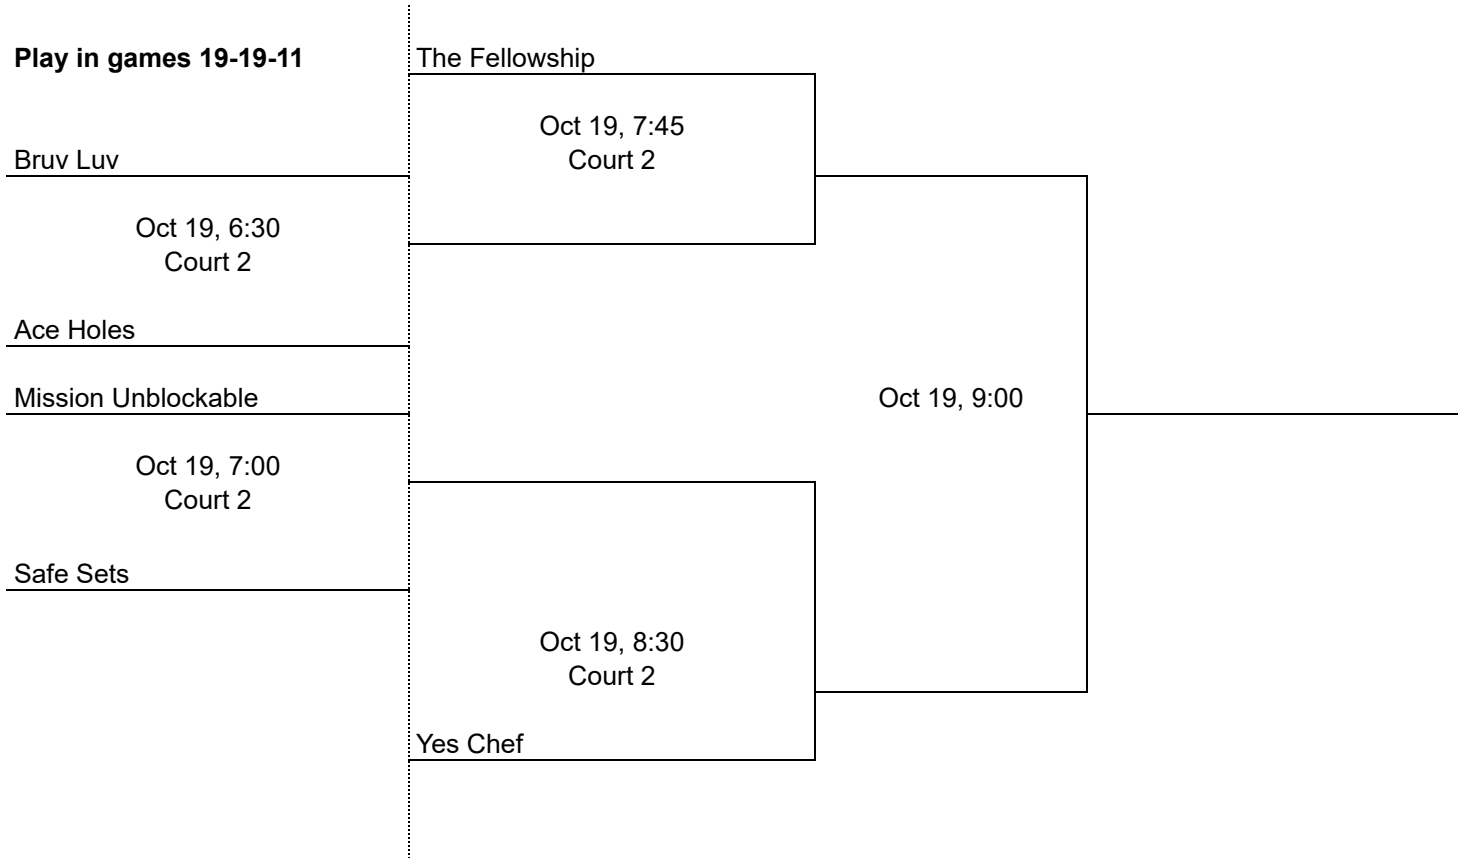 Play in games 19-19-11
The Fellowship
Oct 19, 7:45
Court 2
Bruv Luv
Oct 19, 6:30
Court 2
Ace Holes
Mission Unblockable
Oct 19, 9:00
Oct 19, 7:00
Court 2
Safe Sets
Oct 19, 8:30
Court 2
Yes Chef